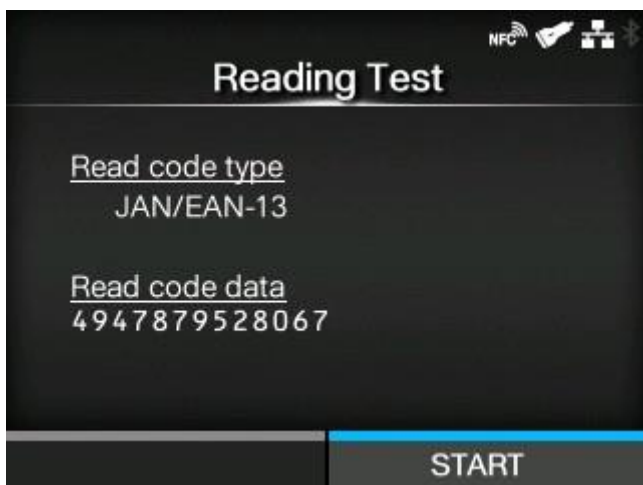 NFC
Reading Test
Read code type
JAN/EAN-13
Read code data
4947879528067
START